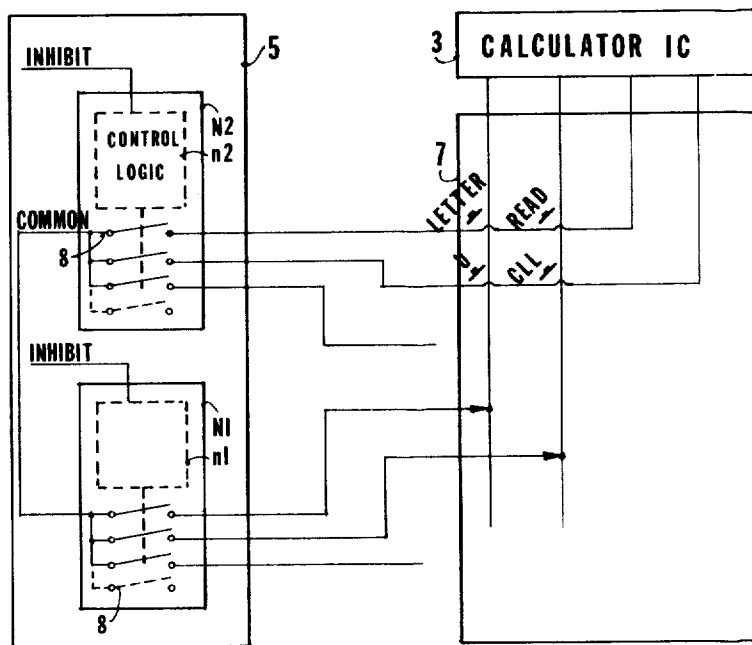 INHIBIT
5
3
CALCULATOR IC
N2
CONTROL
LOGIC
n2
7
LETTER
READ
COMMON
8
U
CLL
INHIBIT
N1
n1
8